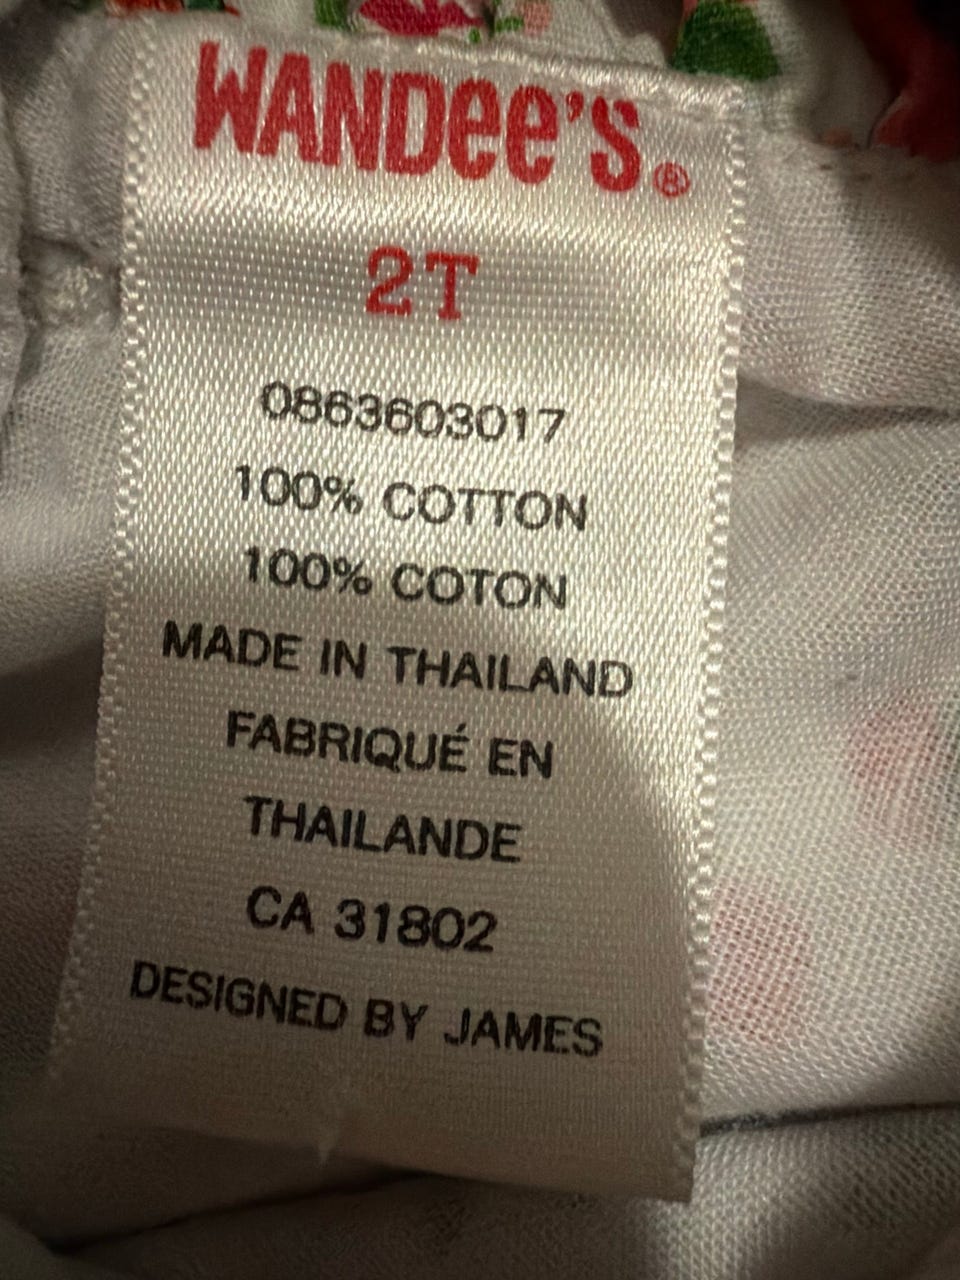 WANDee's®
2T
0863603017
100% COTTON
100% COTON
MADE IN THAILAND
FABRIQUÉ EN
THAILANDE
CA 31802
DESIGNED BY JAMES